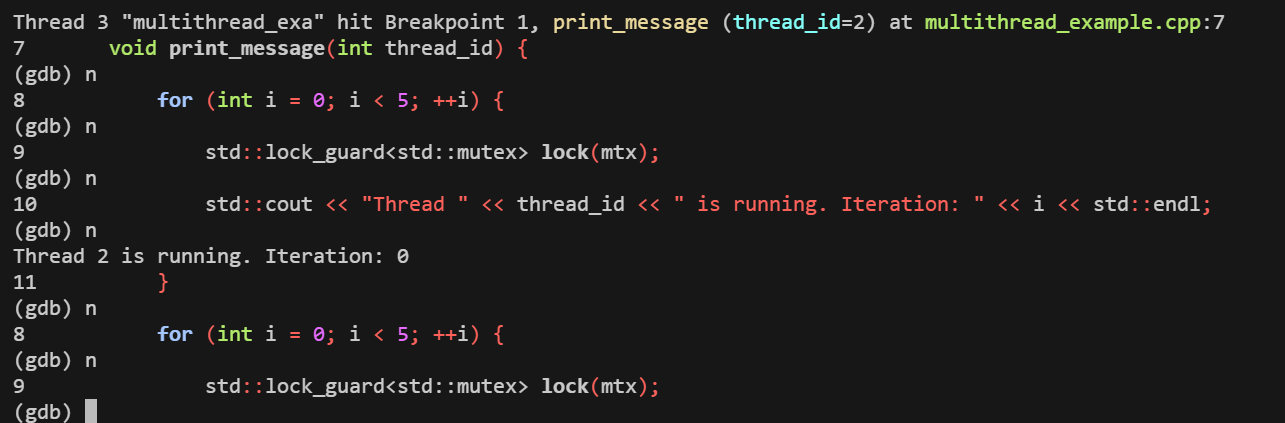 Thread 3 "multithread_exa" hit Breakpoint 1, print_message (thread_id=2) at multithread_example.cpp:7
7       void print_message(int thread_id) {
(gdb) n
8           for (int i = 0; i < 5; ++i) {
(gdb) n
9               std::lock_guard<std::mutex> lock(mtx);
(gdb) n
10              std::cout << "Thread " << thread_id << " is running. Iteration: " << i << std::endl;
(gdb) n
Thread 2 is running. Iteration: 0
11          }
(gdb) n
8           for (int i = 0; i < 5; ++i) {
(gdb) n
9               std::lock_guard<std::mutex> lock(mtx);
(gdb)